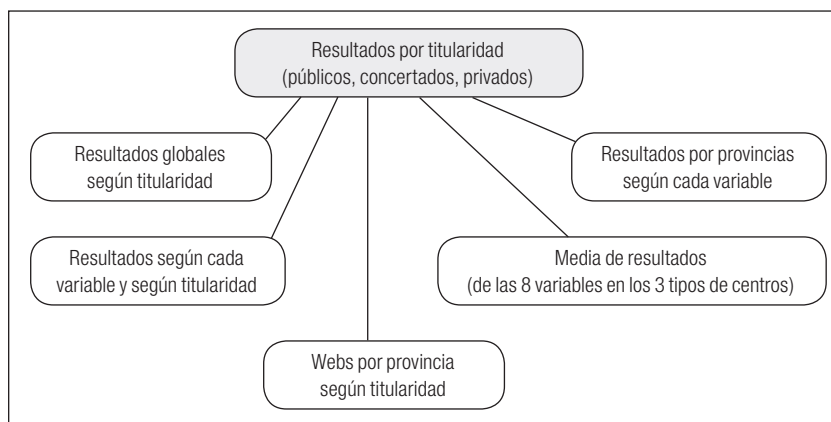 Resultados por titularidad
(públicos, concertados, privados)
Resultados globales
según titularidad
Resultados por provincias
según cada variable
Resultados según cada
variable y según titularidad
Media de resultados
(de las 8 variables en los 3 tipos de centros)
Webs por provincia
según titularidad